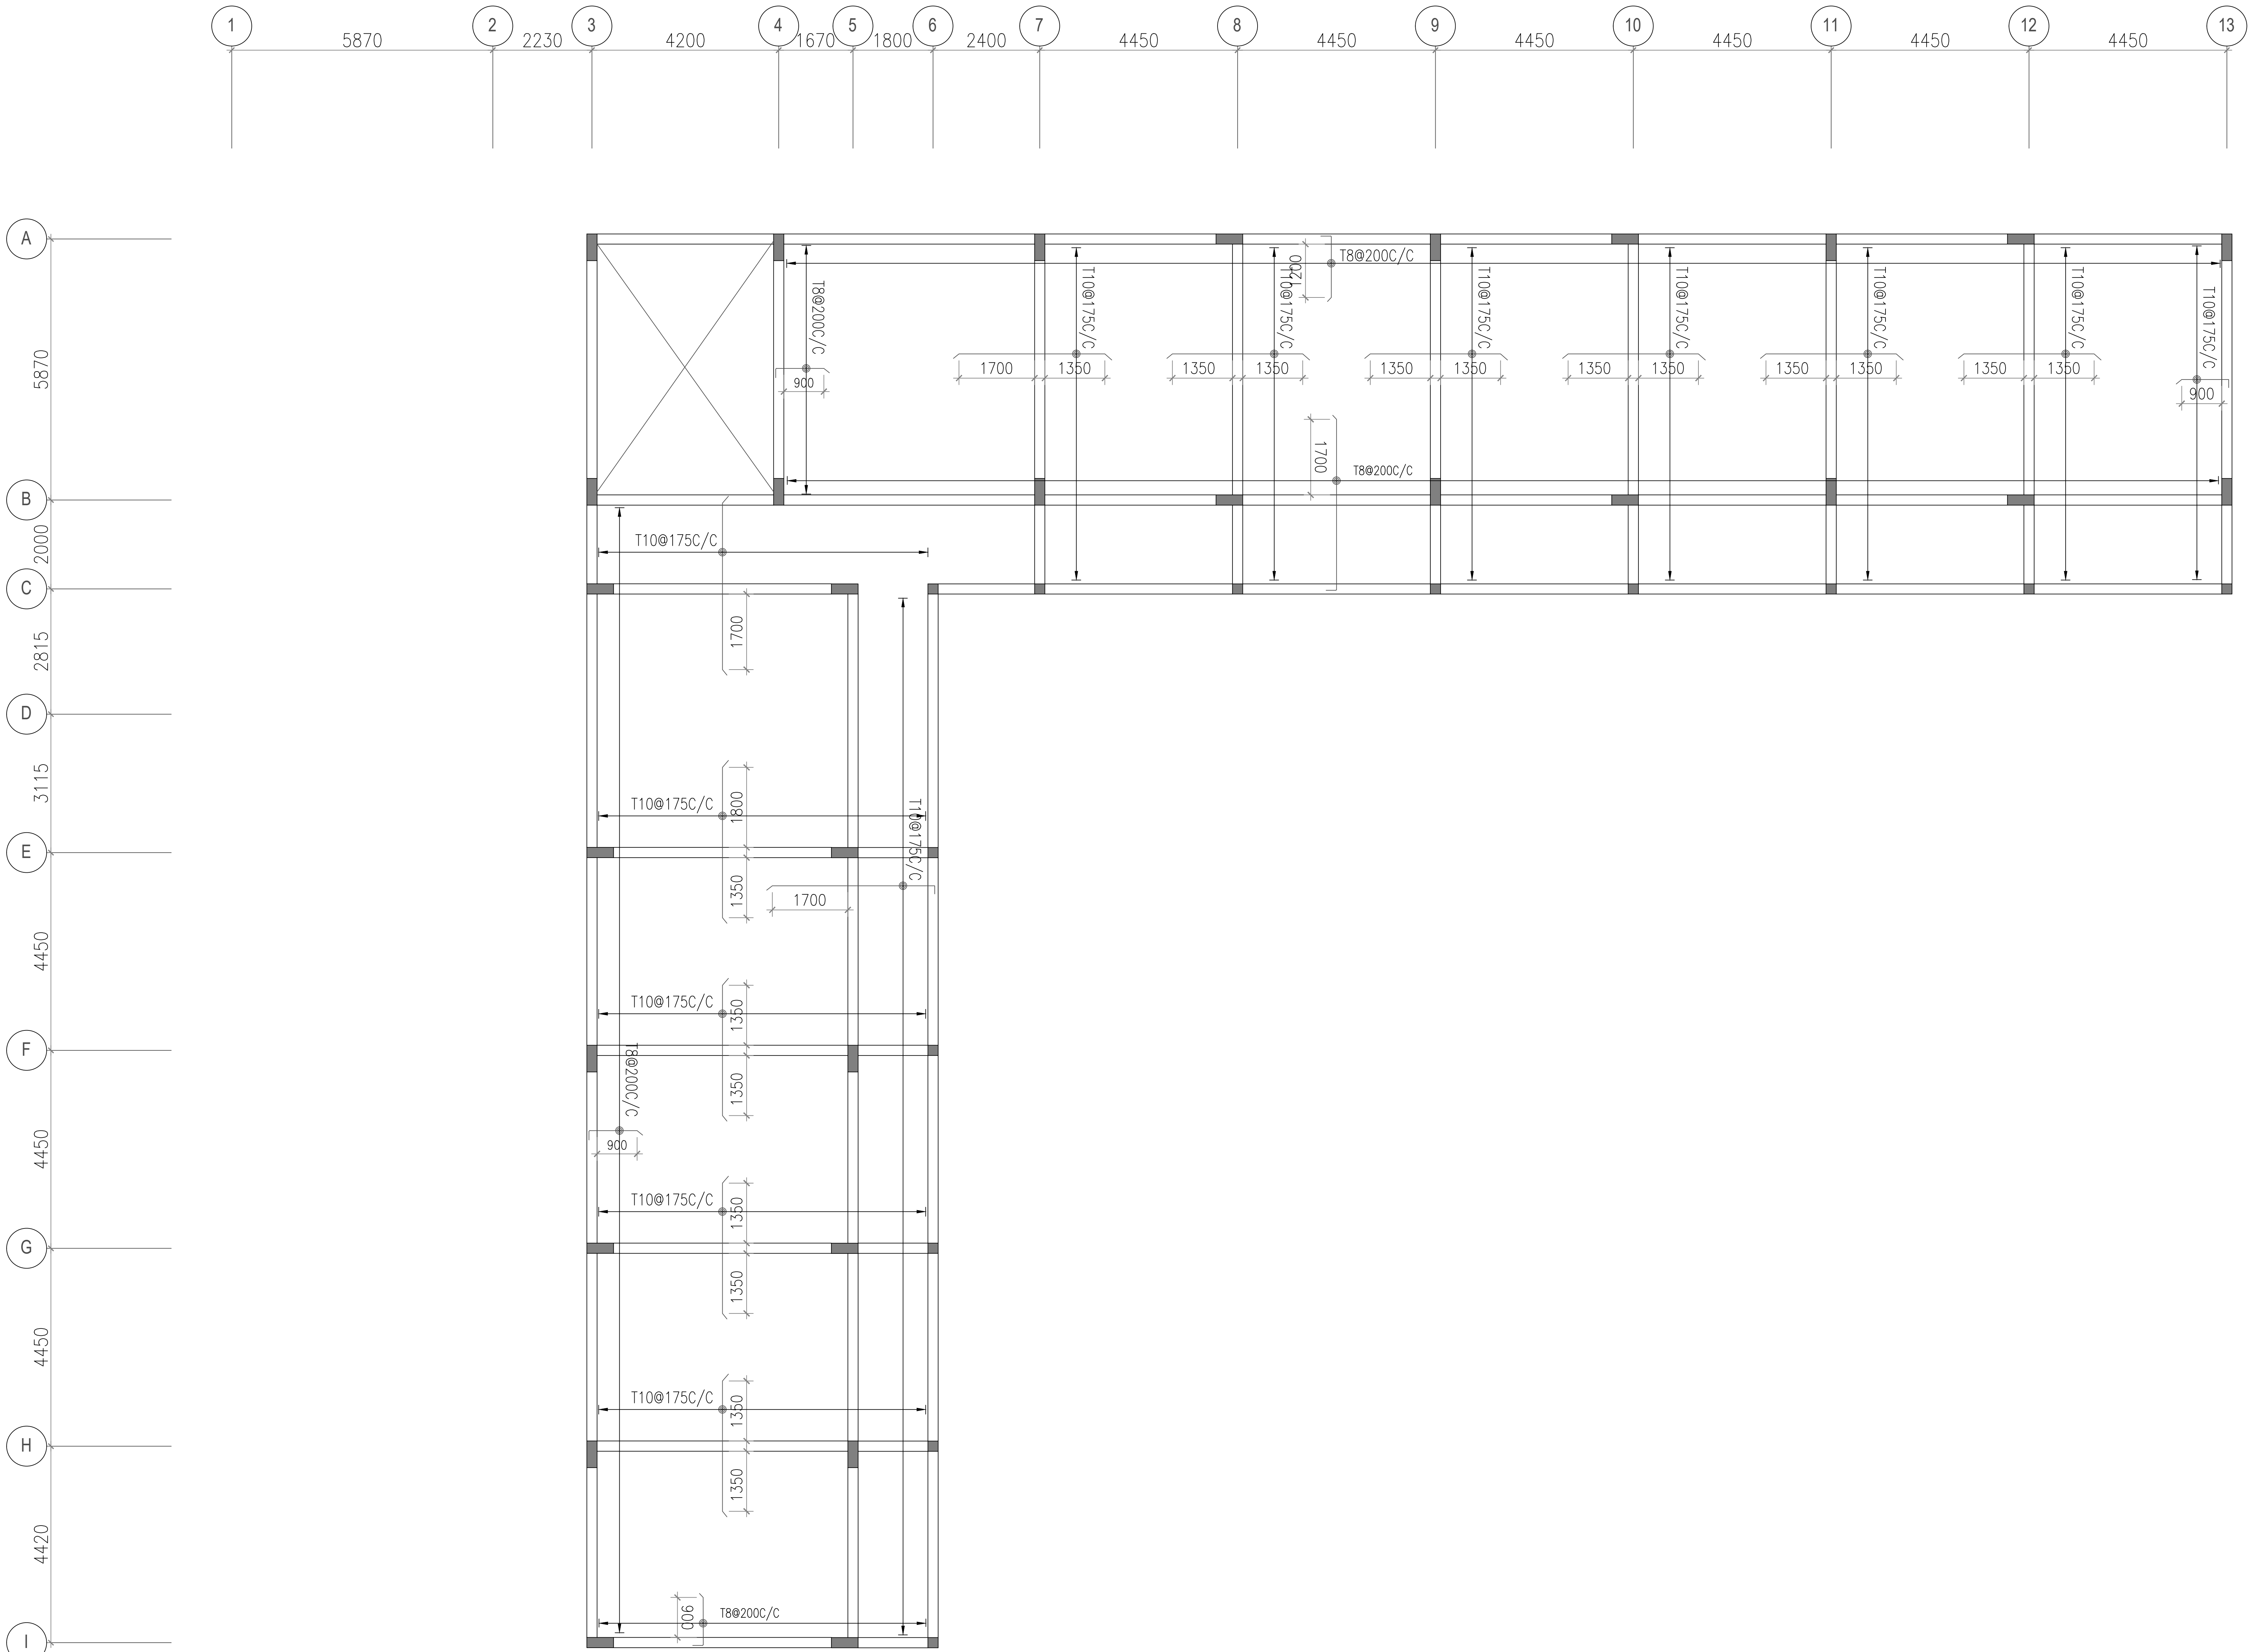 1 2 3 4 5 6 7 8 9 10 11 12 13
5870 2230 4200 1670 1800 2400 4450 4450 4450 4450 4450 4450
A
T8@200C/C
1200
T8@200C/C
T10@175C/C
T10@175C/C
T10@175C/C
T10@175C/C
T10@175C/C
T10@175C/C
T10@175C/C
5870
1700 1350 1350 1350 1350 1350 1350 1350 1350 1350 1350 1350
900
900
1700
T8@200C/C
B
2000
T10@175C/C
C
2815
1700
D
3115
T10@175C/C
1800
T10@175C/C
E
1350
1700
4450
T10@175C/C
1350
F
T8@200C/C
1350
900
4450
T10@175C/C
1350
G
1350
4450
T10@175C/C
1350
H
1350
4420
900
T8@200C/C
I